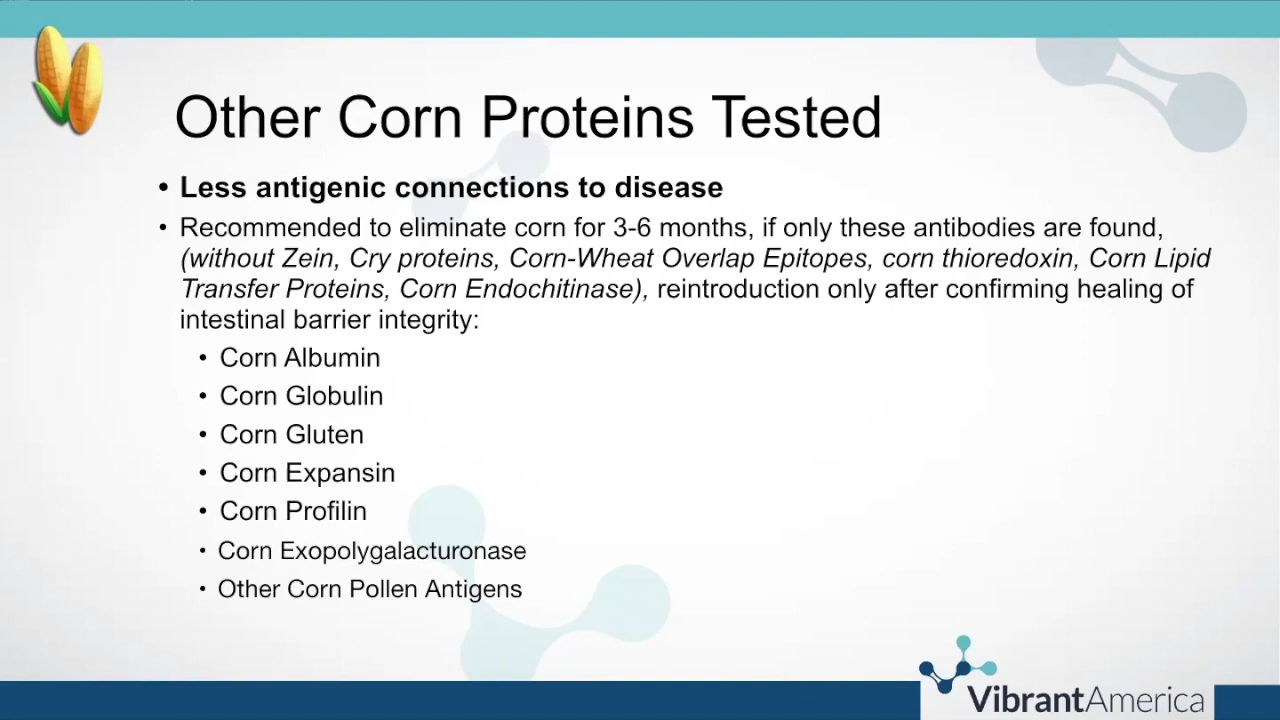 Other Corn Proteins Tested
• Less antigenic connections to disease
• Recommended to eliminate corn for 3-6 months, if only these antibodies are found,
(without Zein, Cry proteins, Corn-Wheat Overlap Epitopes, corn thioredoxin, Corn Lipid
Transfer Proteins, Corn Endochitinase), reintroduction only after confirming healing of
intestinal barrier integrity:
• Corn Albumin
• Corn Globulin
• Corn Gluten
• Corn Expansin
• Corn Profilin
• Corn Exopolygalacturonase
• Other Corn Pollen Antigens
VibrantAmerica